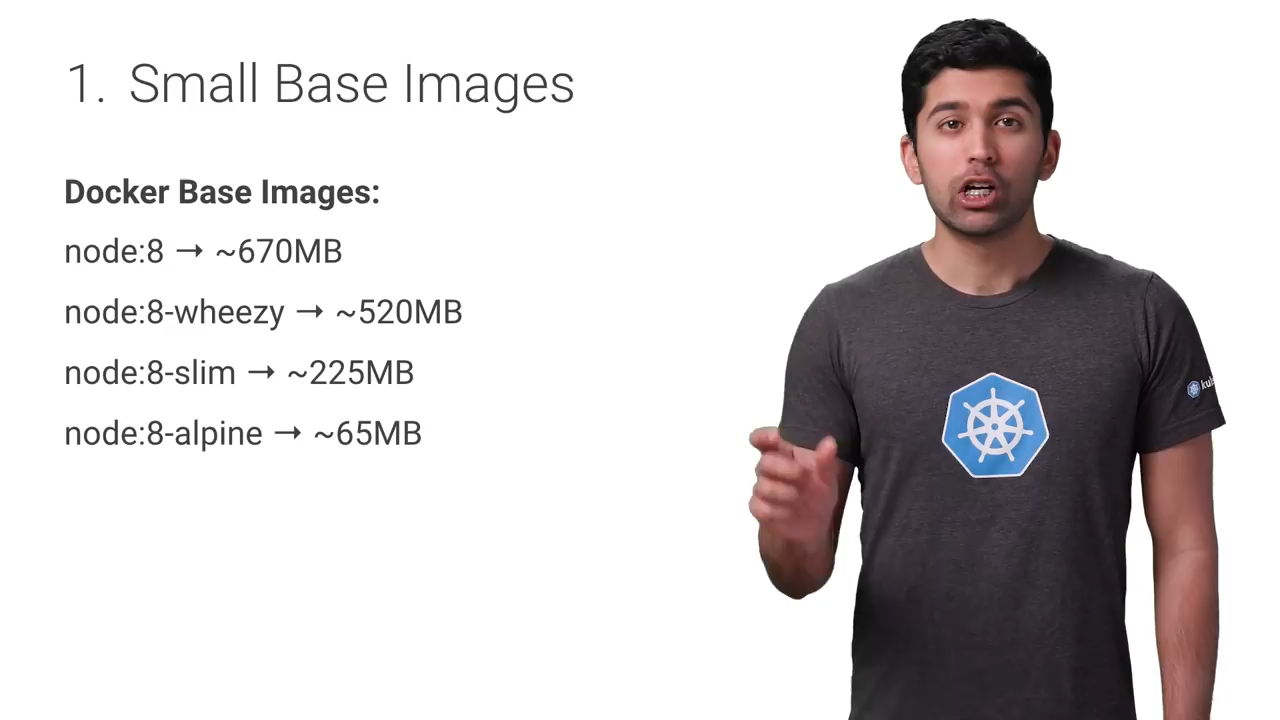 1. Small Base Images
Docker Base Images:
node:8 → ~670MB
node:8-wheezy → ~520MB
node:8-slim → ~225MB
node:8-alpine → ~65MB